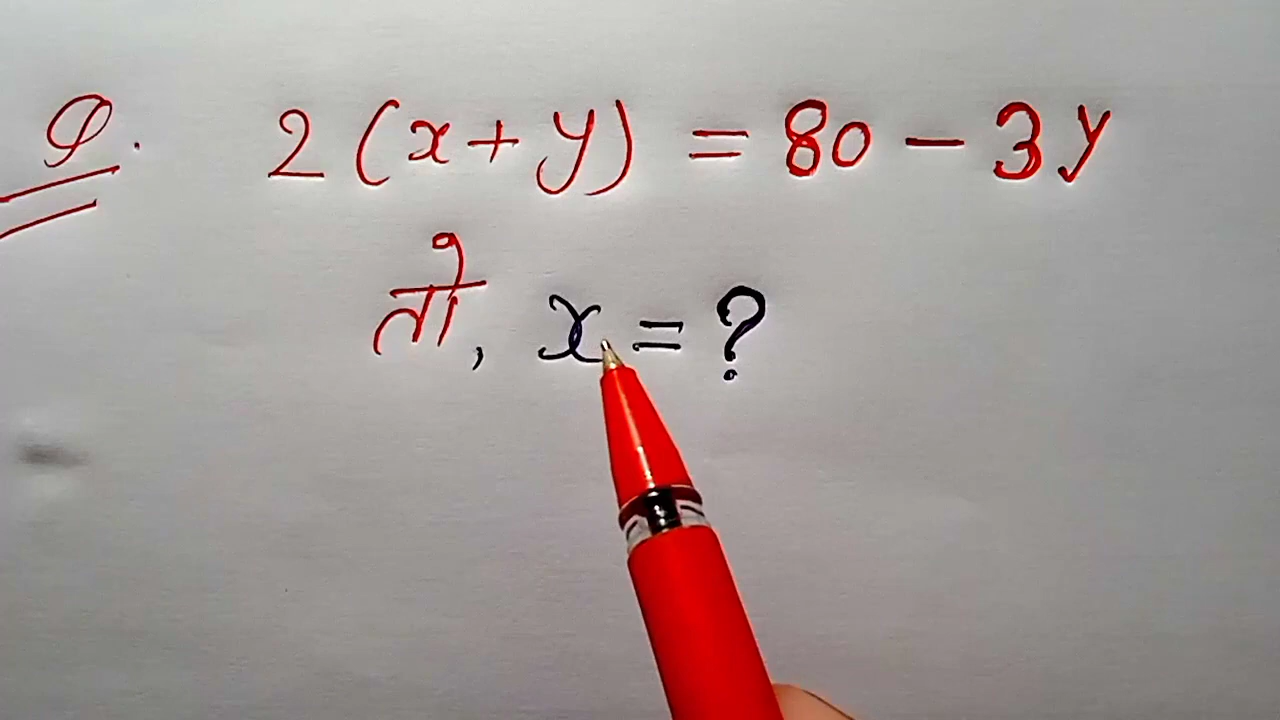 Q. 2(x+y) = 80 - 3y
तो, x = ?